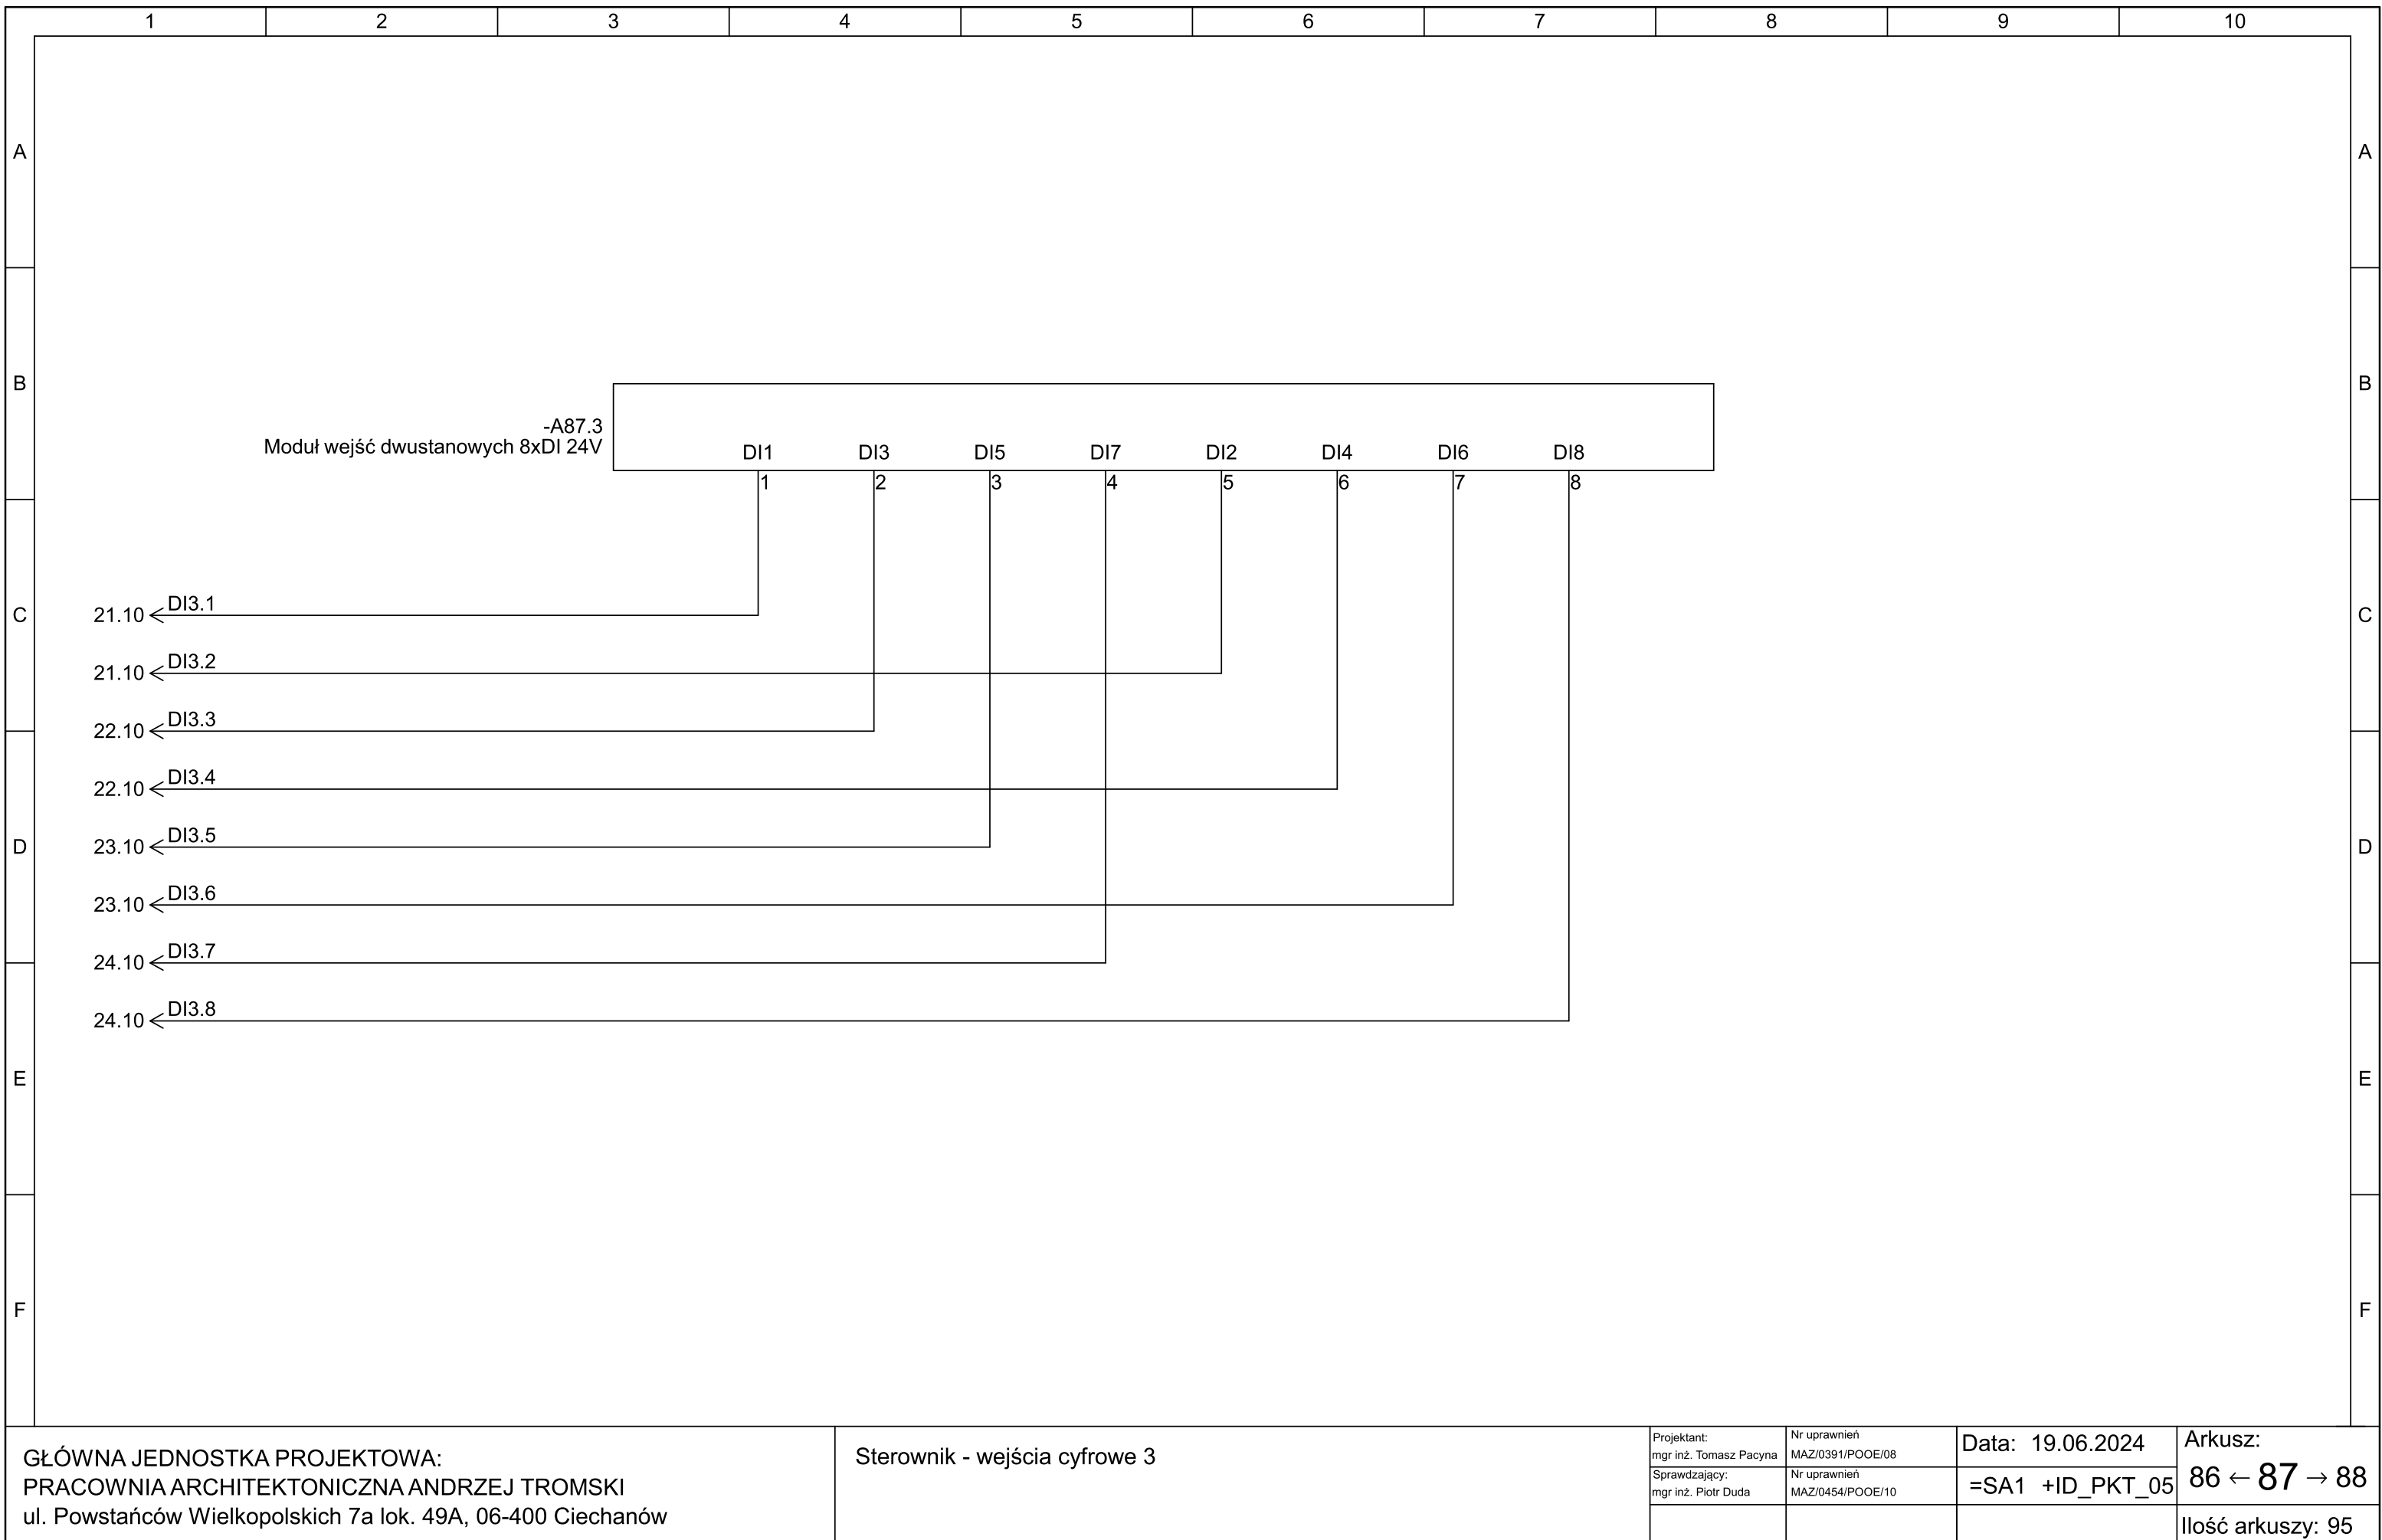 1 2 3 4 5 6 7 8 9 10
A A
B B
-A87.3
Moduł wejść dwustanowych 8xDI 24V
DI1 DI3 DI5 DI7 DI2 DI4 DI6 DI8
1 2 3 4 5 6 7 8
C C
21.10 DI3.1
21.10 DI3.2
22.10 DI3.3
22.10 DI3.4
D D
23.10 DI3.5
23.10 DI3.6
24.10 DI3.7
24.10 DI3.8
E E
F F
GŁÓWNA JEDNOSTKA PROJEKTOWA:
PRACOWNIA ARCHITEKTONICZNA ANDRZEJ TROMSKI
ul. Powstańców Wielkopolskich 7a lok. 49A, 06-400 Ciechanów
Sterownik - wejścia cyfrowe 3
Projektant:
mgr inż. Tomasz Pacyna
Nr uprawnień
MAZ/0391/POOE/08
Sprawdzający:
mgr inż. Piotr Duda
Nr uprawnień
MAZ/0454/POOE/10
Data: 19.06.2024
=SA1 +ID_PKT_05
Arkusz:
86 ← 87 → 88
Ilość arkuszy: 95